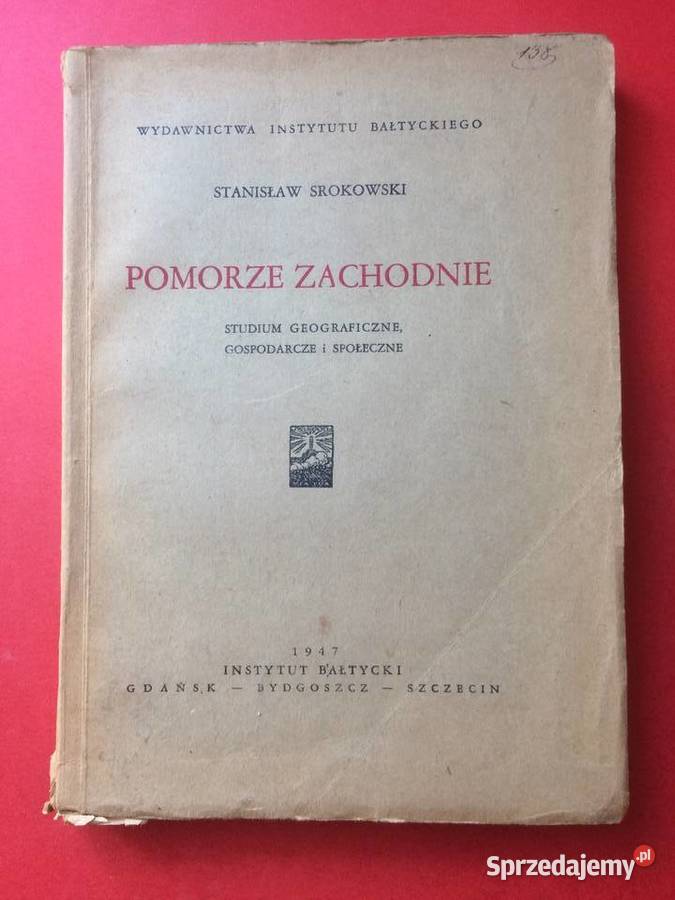 138
WYDAWNICTWA INSTYTUTU BAŁTYCKIEGO
STANISŁAW SROKOWSKI
POMORZE ZACHODNIE
STUDIUM GEOGRAFICZNE,
GOSPODARCZE i SPOŁECZNE
1947
INSTYTUT BAŁTYCKI
GDAŃSK — BYDGOSZCZ — SZCZECIN
Sprzedajemy.pl